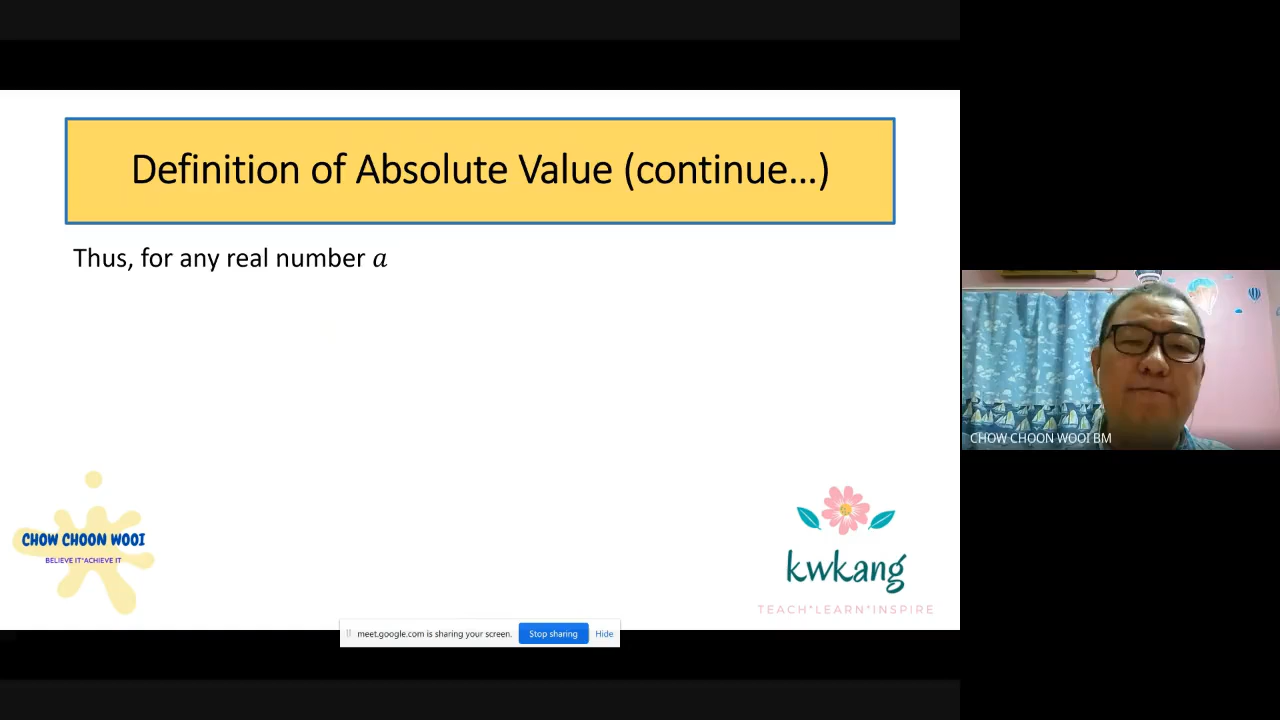 Definition of Absolute Value (continue…)
Thus, for any real number a
CHOW CHOON WOOI BM
CHOW CHOON WOOI
BELIEVE IT*ACHIEVE IT
kwkang
TEACH*LEARN*INSPIRE
meet.google.com is sharing your screen. Stop sharing Hide